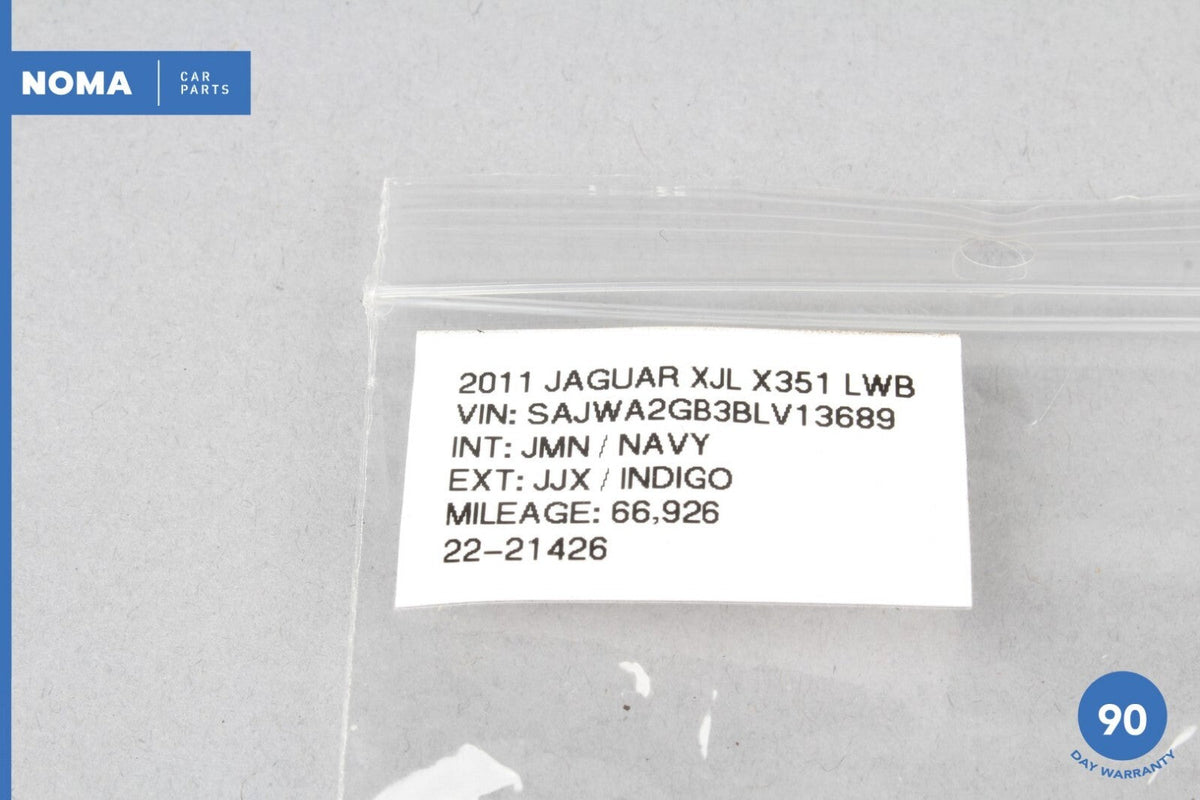 NOMA
CAR
PARTS
2011 JAGUAR XJL X351 LWB
VIN: SAJWA2GB3BLV13689
INT: JMN / NAVY
EXT: JJX / INDIGO
MILEAGE: 66,926
22-21426
90
DAY WARRANTY